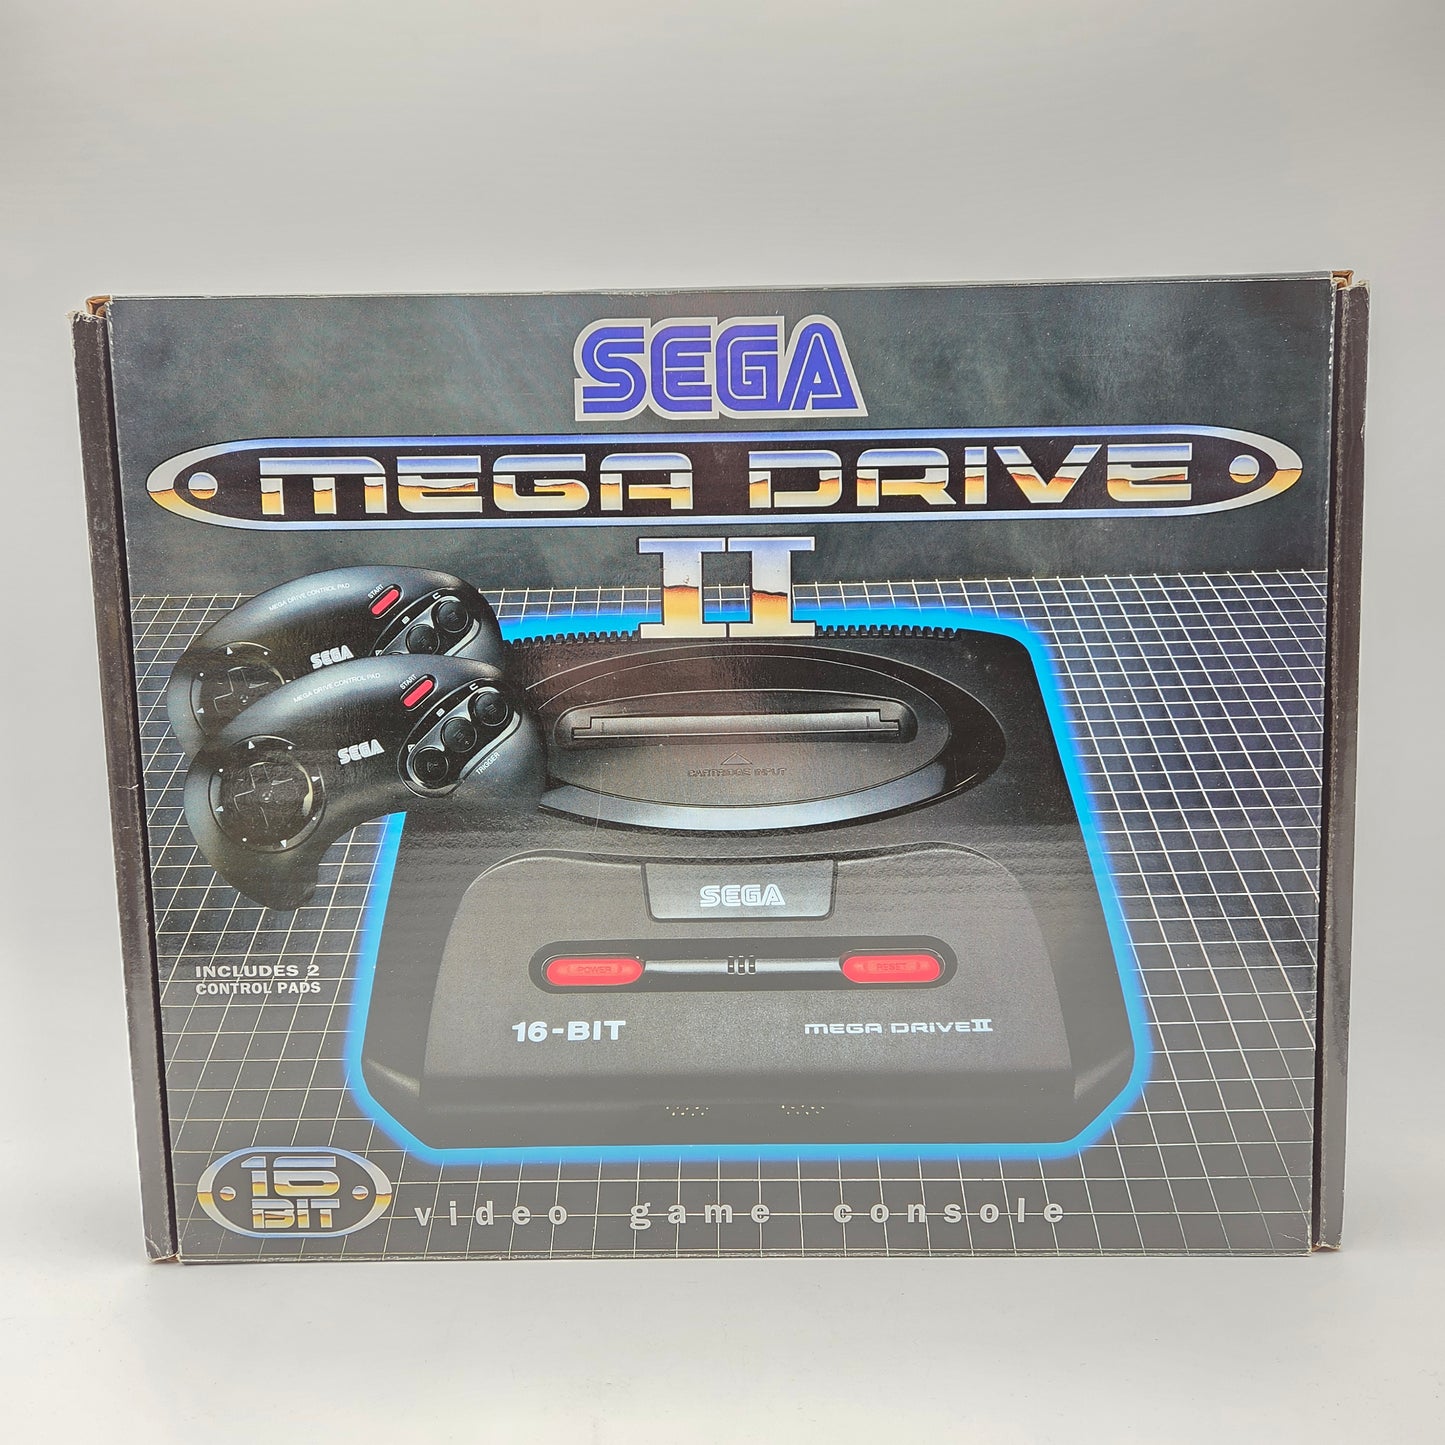 SEGA
MEGA DRIVE
II
MEGA DRIVE CONTROL PAD
START
B C
SEGA
MEGA DRIVE CONTROL PAD
START
A B C
SEGA
TRIGGER
CARTRIDGE INPUT
SEGA
POWER RESET
16-BIT MEGA DRIVE II
INCLUDES 2
CONTROL PADS
16
BIT
video game console